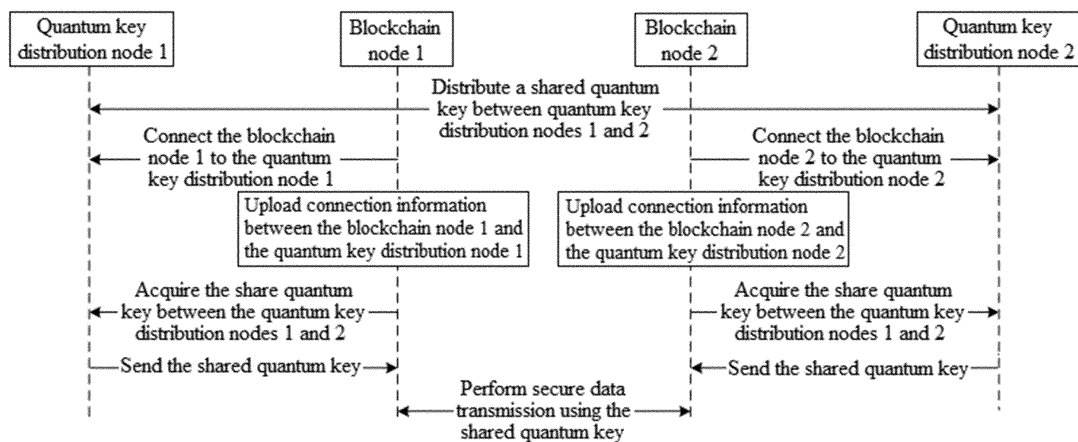 Quantum key
distribution node 1
Blockchain
node 1
Blockchain
node 2
Quantum key
distribution node 2
Distribute a shared quantum
key between quantum key
distribution nodes 1 and 2
Connect the blockchain
node 1 to the quantum
key distribution node 1
Connect the blockchain
node 2 to the quantum
key distribution node 2
Upload connection information
between the blockchain node 1 and
the quantum key distribution node 1
Upload connection information
between the blockchain node 2 and
the quantum key distribution node 2
Acquire the share quantum
key between the quantum key
distribution nodes 1 and 2
Acquire the share quantum
key between the quantum key
distribution nodes 1 and 2
Send the shared quantum key
Send the shared quantum key
Perform secure data
transmission using the
shared quantum key